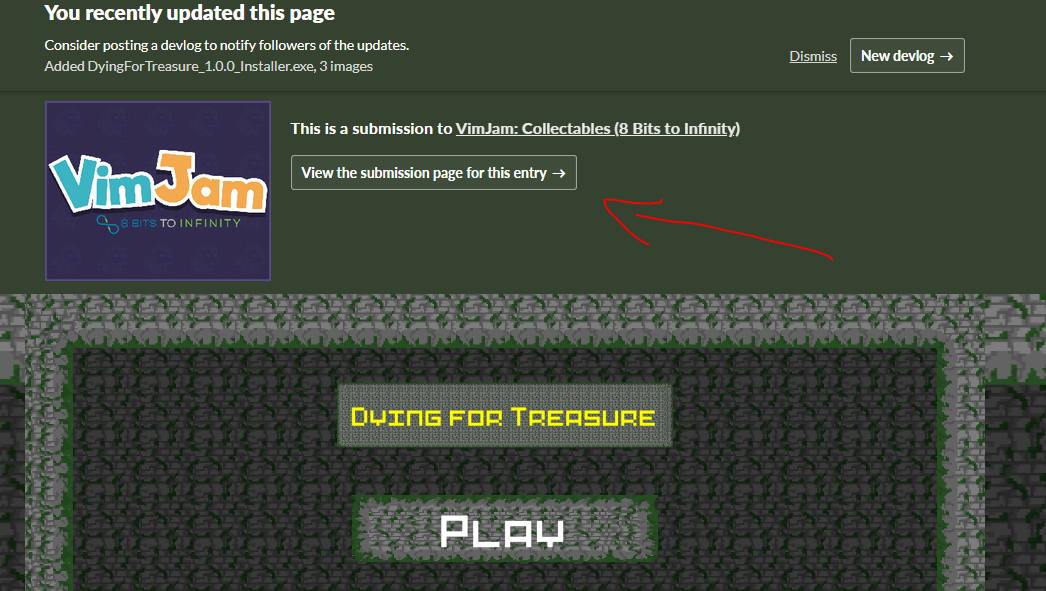 You recently updated this page
Consider posting a devlog to notify followers of the updates.
Added DyingForTreasure_1.0.0_Installer.exe, 3 images
Dismiss
New devlog →
VimJam
8 BITS TO INFINITY
This is a submission to VimJam: Collectables (8 Bits to Infinity)
View the submission page for this entry →
Dying for Treasure
Play